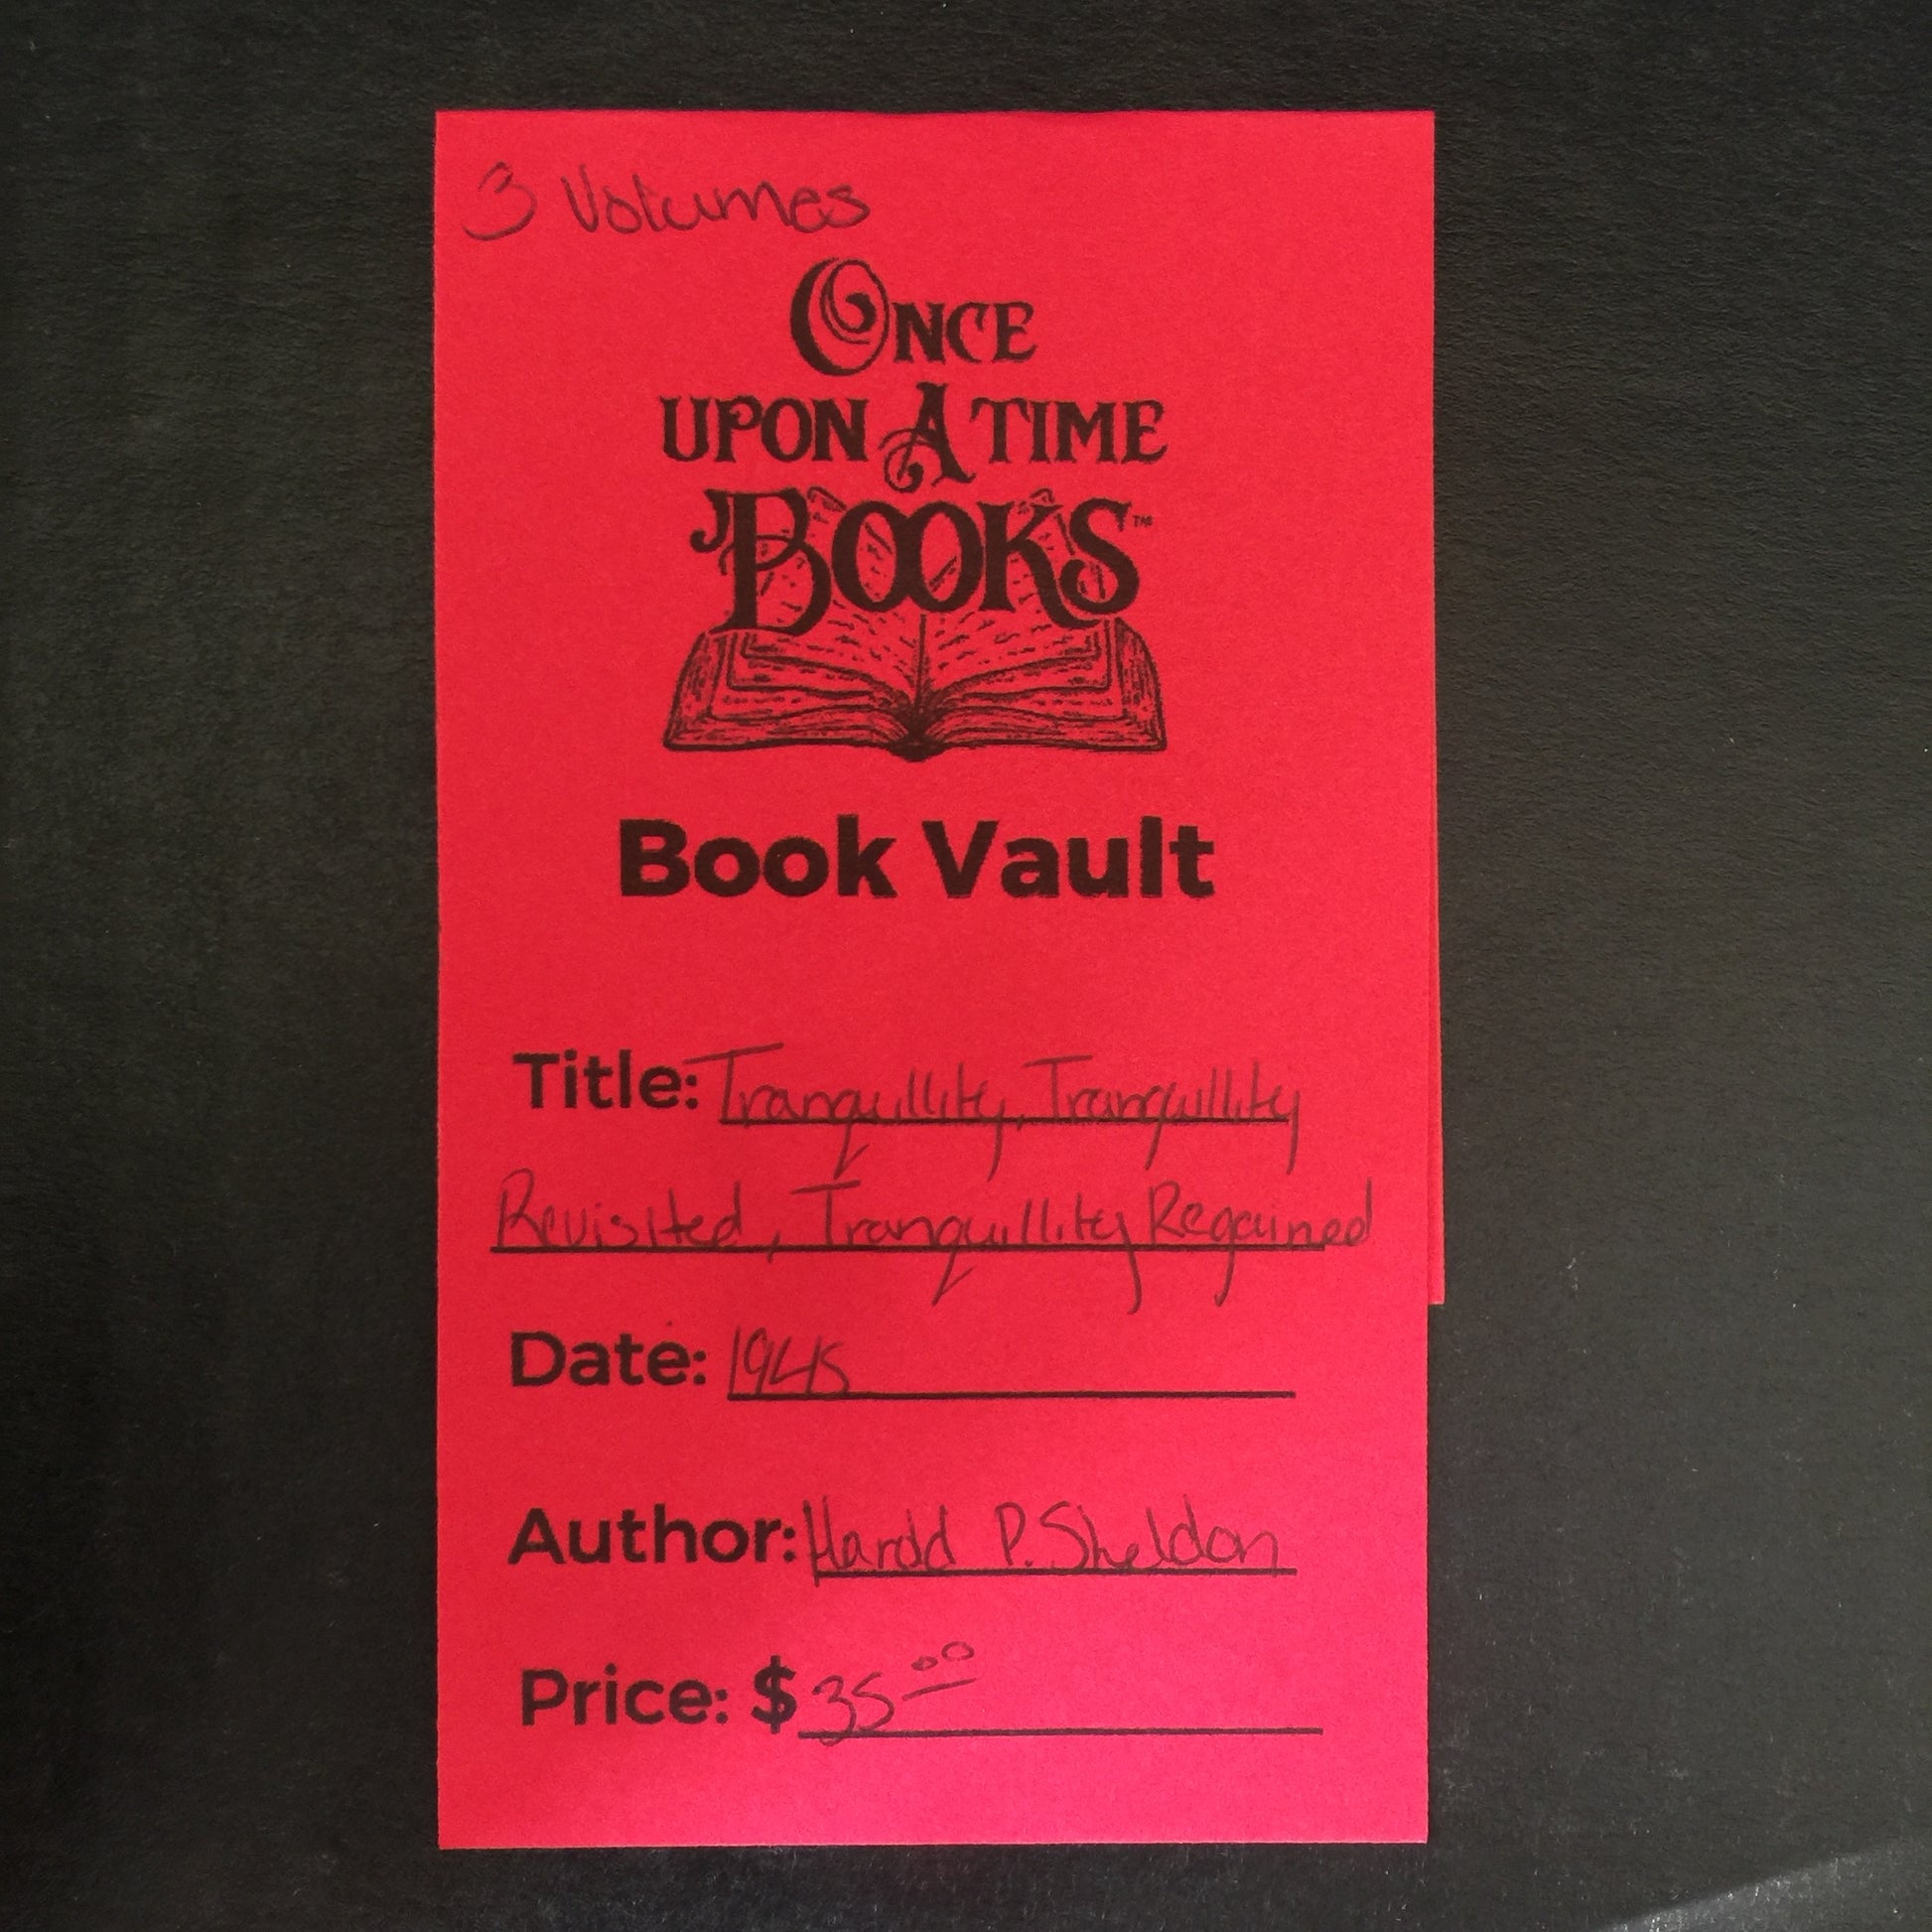 3 Volumes
ONCE
UPON A TIME
BOOKS™
Book Vault
Title: Tranquillity, Tranquillity
Revisited, Tranquillity Regained
Date: 1945
Author: Harold P. Sheldon
Price: $ 35 00